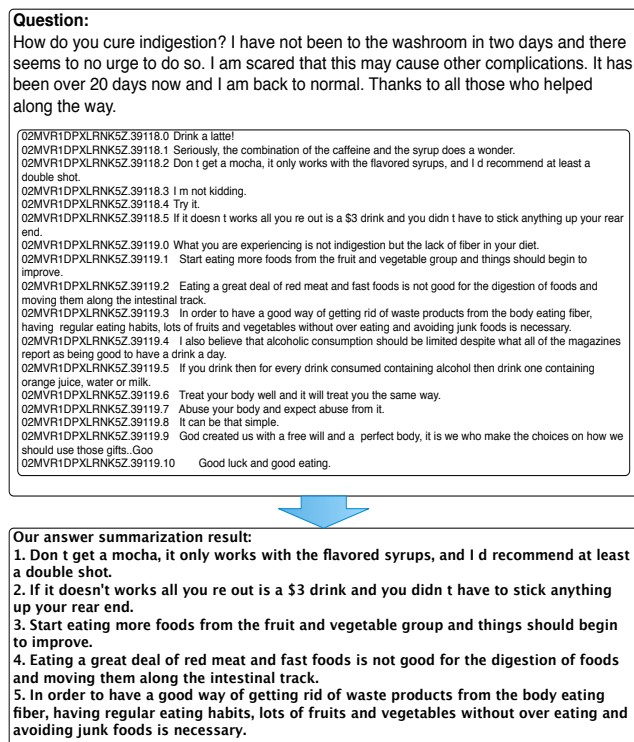 Question:
How do you cure indigestion? I have not been to the washroom in two days and there
seems to no urge to do so. I am scared that this may cause other complications. It has
been over 20 days now and I am back to normal. Thanks to all those who helped
along the way.
02MVR1DPXLRNK5Z.39118.0 Drink a latte!
02MVR1DPXLRNK5Z.39118.1 Seriously, the combination of the caffeine and the syrup does a wonder.
02MVR1DPXLRNK5Z.39118.2 Don t get a mocha, it only works with the flavored syrups, and I d recommend at least a
double shot.
02MVR1DPXLRNK5Z.39118.3 I m not kidding.
02MVR1DPXLRNK5Z.39118.4 Try it.
02MVR1DPXLRNK5Z.39118.5 If it doesn t works all you re out is a $3 drink and you didn t have to stick anything up your rear
end.
02MVR1DPXLRNK5Z.39119.0 What you are experiencing is not indigestion but the lack of fiber in your diet.
02MVR1DPXLRNK5Z.39119.1 Start eating more foods from the fruit and vegetable group and things should begin to
improve.
02MVR1DPXLRNK5Z.39119.2 Eating a great deal of red meat and fast foods is not good for the digestion of foods and
moving them along the intestinal track.
02MVR1DPXLRNK5Z.39119.3 In order to have a good way of getting rid of waste products from the body eating fiber,
having regular eating habits, lots of fruits and vegetables without over eating and avoiding junk foods is necessary.
02MVR1DPXLRNK5Z.39119.4 I also believe that alcoholic consumption should be limited despite what all of the magazines
report as being good to have a drink a day.
02MVR1DPXLRNK5Z.39119.5 If you drink then for every drink consumed containing alcohol then drink one containing
orange juice, water or milk.
02MVR1DPXLRNK5Z.39119.6 Treat your body well and it will treat you the same way.
02MVR1DPXLRNK5Z.39119.7 Abuse your body and expect abuse from it.
02MVR1DPXLRNK5Z.39119.8 It can be that simple.
02MVR1DPXLRNK5Z.39119.9 God created us with a free will and a perfect body, it is we who make the choices on how we
should use those gifts..Goo
02MVR1DPXLRNK5Z.39119.10 Good luck and good eating.
Our answer summarization result:
1. Don t get a mocha, it only works with the flavored syrups, and I d recommend at least
a double shot.
2. If it doesn't works all you re out is a $3 drink and you didn t have to stick anything
up your rear end.
3. Start eating more foods from the fruit and vegetable group and things should begin
to improve.
4. Eating a great deal of red meat and fast foods is not good for the digestion of foods
and moving them along the intestinal track.
5. In order to have a good way of getting rid of waste products from the body eating
fiber, having regular eating habits, lots of fruits and vegetables without over eating and
avoiding junk foods is necessary.